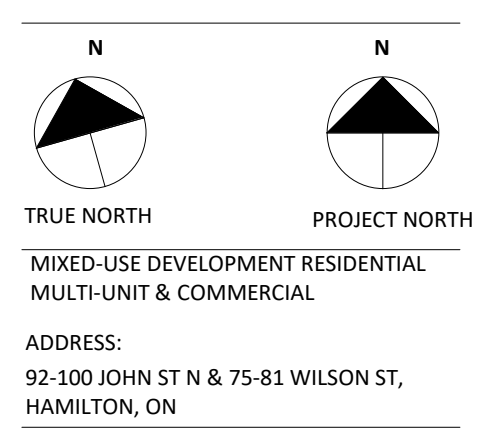 N
N
TRUE NORTH
PROJECT NORTH
MIXED-USE DEVELOPMENT RESIDENTIAL
MULTI-UNIT & COMMERCIAL
ADDRESS:
92-100 JOHN ST N & 75-81 WILSON ST,
HAMILTON, ON